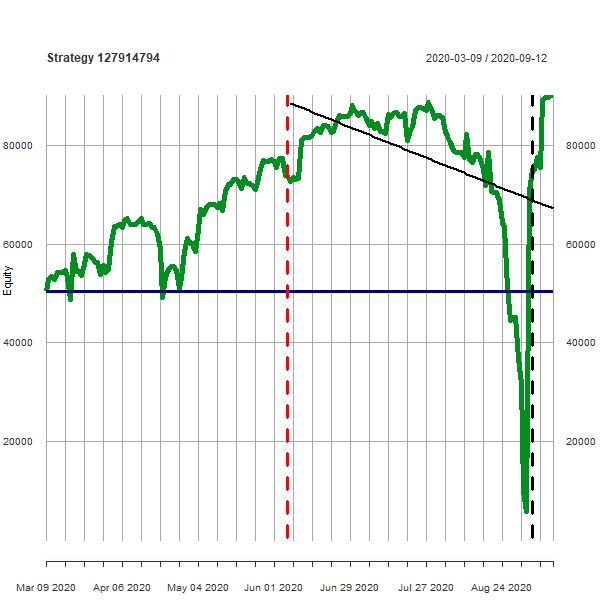 Strategy 127914794
2020-03-09 / 2020-09-12
80000
80000
60000
60000
Equity
40000
40000
20000
20000
Mar 09 2020
Apr 06 2020
May 04 2020
Jun 01 2020
Jun 29 2020
Jul 27 2020
Aug 24 2020